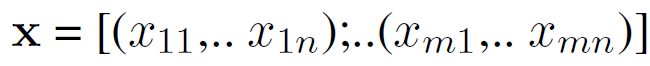 x = [(x₁₁,.. x₁ₙ);..(xₘ₁,.. xₘₙ)]